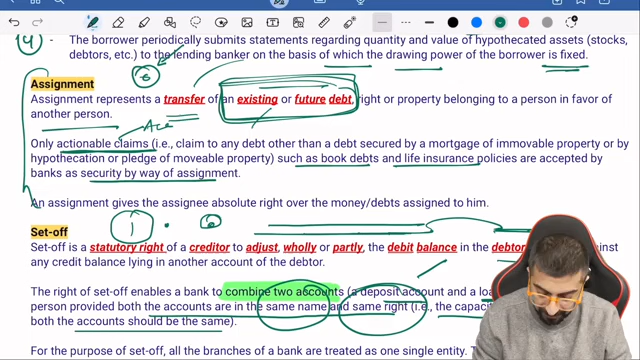 4 - The borrower periodically submits statements regarding quantity and value of hypothecated assets (stocks,
debtors, etc.) to the lending banker on the basis of which the drawing power of the borrower is fixed.
6
Assignment
Assignment represents a transfer of an existing or future debt, right or property belonging to a person in favor of
another person.
Ace
Only actionable claims (i.e., claim to any debt other than a debt secured by a mortgage of immovable property or by
hypothecation or pledge of moveable property) such as book debts and life insurance policies are accepted by
banks as security by way of assignment.
An assignment gives the assignee absolute right over the money/debts assigned to him.
Set-off
Set-off is a statutory right of a creditor to adjust, wholly or partly, the debit balance in the debtor
any credit balance lying in another account of the debtor.
The right of set-off enables a bank to combine two accounts (a deposit account and a
person provided both the accounts are in the same name and same right (i.e., the capacity
both the accounts should be the same).
For the purpose of set-off, all the branches of a bank are treated as one single entity.